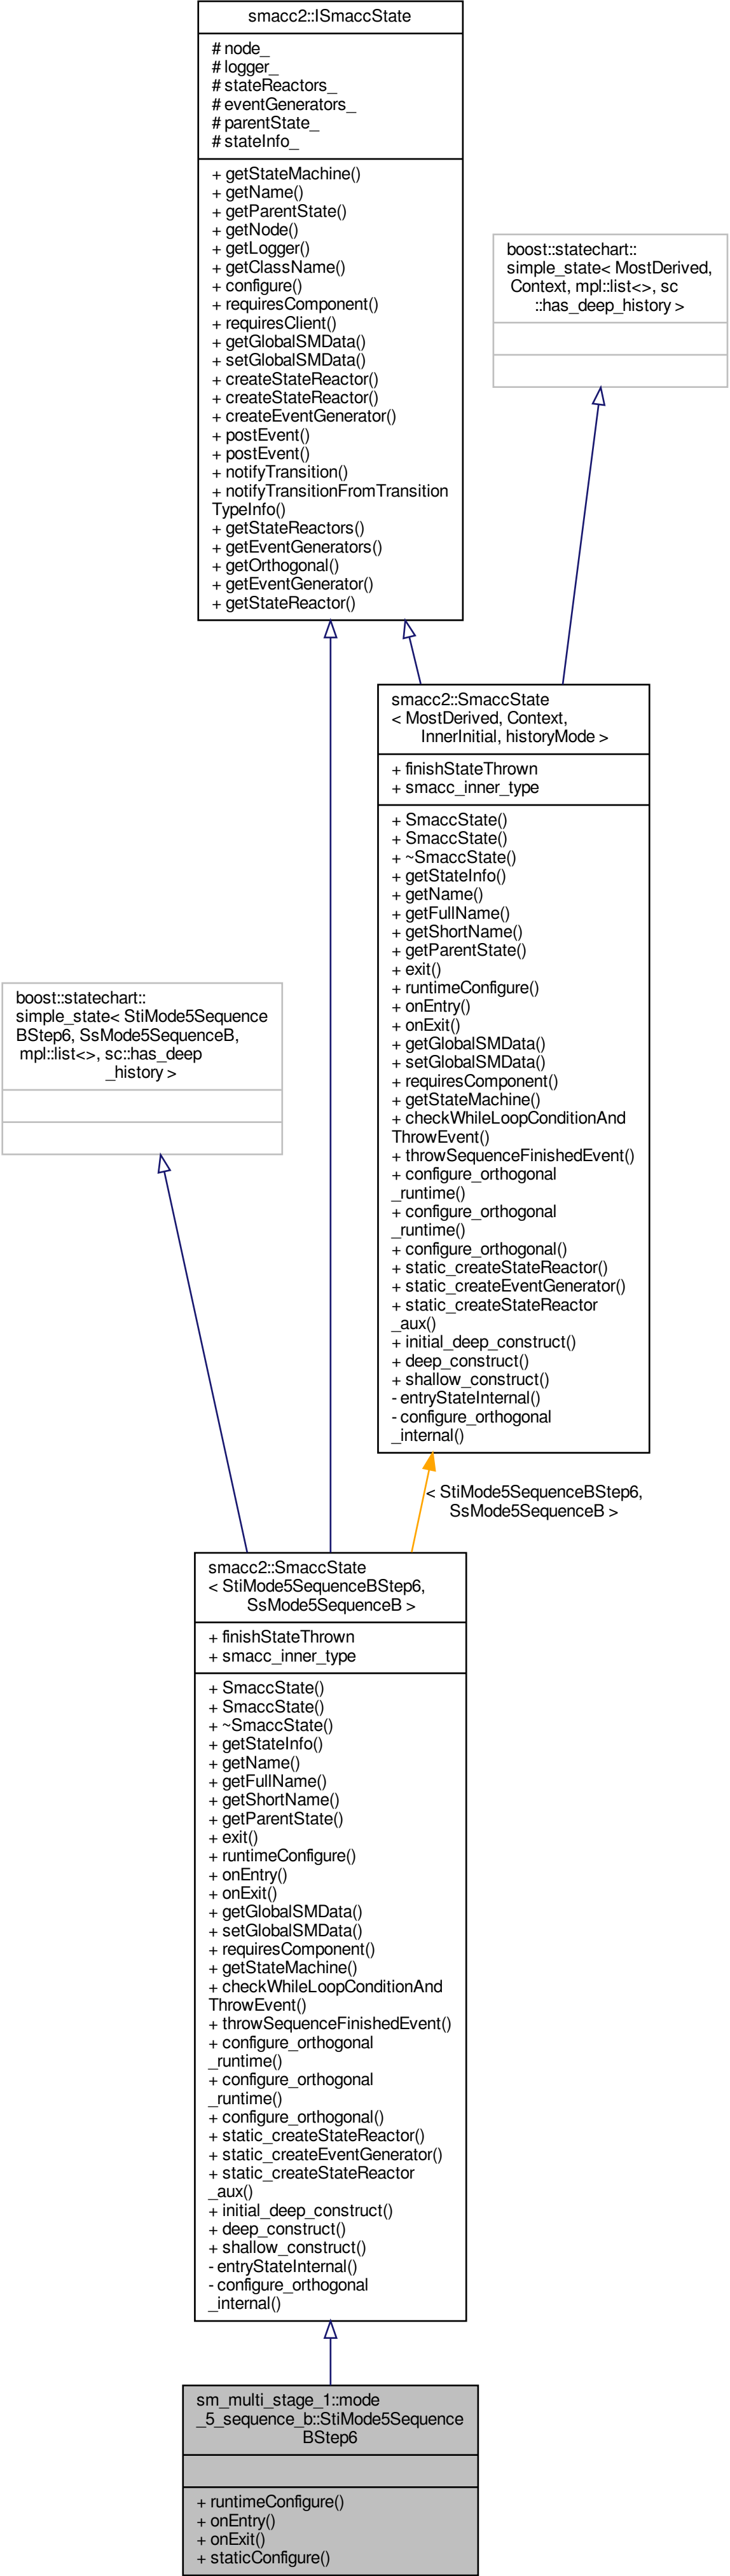 smacc2::ISmaccState
# node_
# logger_
# stateReactors_
# eventGenerators_
# parentState_
# stateInfo_
+ getStateMachine()
+ getName()
+ getParentState()
+ getNode()
+ getLogger()
+ getClassName()
+ configure()
+ requiresComponent()
+ requiresClient()
+ getGlobalSMData()
+ setGlobalSMData()
+ createStateReactor()
+ createStateReactor()
+ createEventGenerator()
+ postEvent()
+ postEvent()
+ notifyTransition()
+ notifyTransitionFromTransition
TypeInfo()
+ getStateReactors()
+ getEventGenerators()
+ getOrthogonal()
+ getEventGenerator()
+ getStateReactor()
boost::statechart::
simple_state< MostDerived,
Context, mpl::list<>, sc
::has_deep_history >
smacc2::SmaccState
< MostDerived, Context,
InnerInitial, historyMode >
+ finishStateThrown
+ smacc_inner_type
+ SmaccState()
+ SmaccState()
+ ~SmaccState()
+ getStateInfo()
+ getName()
+ getFullName()
+ getShortName()
+ getParentState()
+ exit()
+ runtimeConfigure()
+ onEntry()
+ onExit()
+ getGlobalSMData()
+ setGlobalSMData()
+ requiresComponent()
+ getStateMachine()
+ checkWhileLoopConditionAnd
ThrowEvent()
+ throwSequenceFinishedEvent()
+ configure_orthogonal
_runtime()
+ configure_orthogonal
_runtime()
+ configure_orthogonal()
+ static_createStateReactor()
+ static_createEventGenerator()
+ static_createStateReactor
_aux()
+ initial_deep_construct()
+ deep_construct()
+ shallow_construct()
- entryStateInternal()
- configure_orthogonal
_internal()
boost::statechart::
simple_state< StiMode5Sequence
BStep6, SsMode5SequenceB,
mpl::list<>, sc::has_deep
_history >
< StiMode5SequenceBStep6,
SsMode5SequenceB >
smacc2::SmaccState
< StiMode5SequenceBStep6,
SsMode5SequenceB >
+ finishStateThrown
+ smacc_inner_type
+ SmaccState()
+ SmaccState()
+ ~SmaccState()
+ getStateInfo()
+ getName()
+ getFullName()
+ getShortName()
+ getParentState()
+ exit()
+ runtimeConfigure()
+ onEntry()
+ onExit()
+ getGlobalSMData()
+ setGlobalSMData()
+ requiresComponent()
+ getStateMachine()
+ checkWhileLoopConditionAnd
ThrowEvent()
+ throwSequenceFinishedEvent()
+ configure_orthogonal
_runtime()
+ configure_orthogonal
_runtime()
+ configure_orthogonal()
+ static_createStateReactor()
+ static_createEventGenerator()
+ static_createStateReactor
_aux()
+ initial_deep_construct()
+ deep_construct()
+ shallow_construct()
- entryStateInternal()
- configure_orthogonal
_internal()
sm_multi_stage_1::mode
_5_sequence_b::StiMode5Sequence
BStep6
+ runtimeConfigure()
+ onEntry()
+ onExit()
+ staticConfigure()